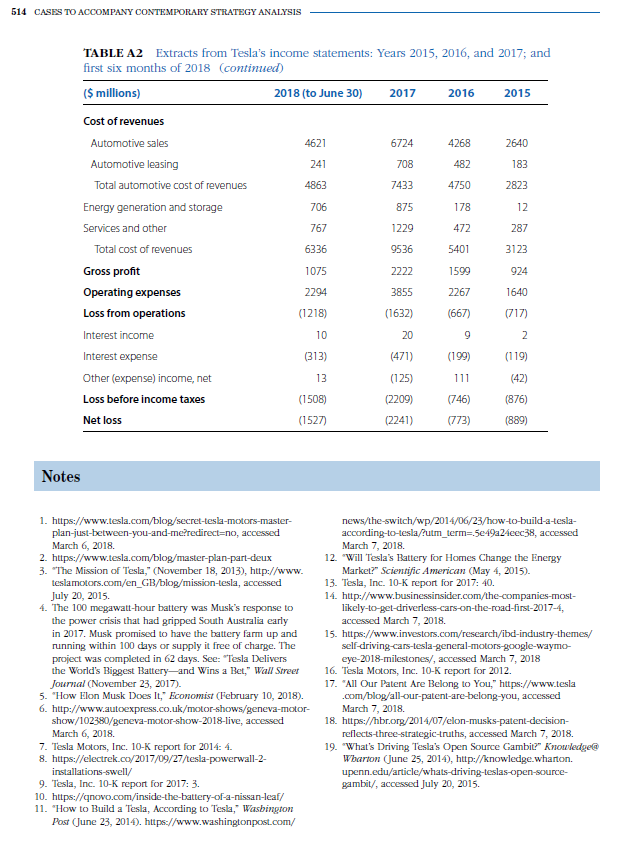 514 CASES TO ACCOMPANY CONTEMPORARY STRATEGY ANALYSIS
TABLE A2 Extracts from Tesla's income statements: Years 2015, 2016, and 2017; and
first six months of 2018 (continued)
($ millions) 2018 (to June 30) 2017 2016 2015
Cost of revenues
Automotive sales 4621 6724 4268 2640
Automotive leasing 241 708 482 183
Total automotive cost of revenues 4863 7433 4750 2823
Energy generation and storage 706 875 178 12
Services and other 767 1229 472 287
Total cost of revenues 6336 9536 5401 3123
Gross profit 1075 2222 1599 924
Operating expenses 2294 3855 2267 1640
Loss from operations (1218) (1632) (667) (717)
Interest income 10 20 9 2
Interest expense (313) (471) (199) (119)
Other (expense) income, net 13 (125) 111 (42)
Loss before income taxes (1508) (2209) (746) (876)
Net loss (1527) (2241) (773) (889)
Notes
1. https://www.tesla.com/blog/secret-tesla-motors-master-
plan-just-between-you-and-me?redirect=no, accessed
March 6, 2018.
2. https://www.tesla.com/blog/master-plan-part-deux
3. "The Mission of Tesla," (November 18, 2013), http://www.
teslamotors.com/en_GB/blog/mission-tesla, accessed
July 20, 2015.
4. The 100 megawatt-hour battery was Musk's response to
the power crisis that had gripped South Australia early
in 2017. Musk promised to have the battery farm up and
running within 100 days or supply it free of charge. The
project was completed in 62 days. See: "Tesla Delivers
the World's Biggest Battery—and Wins a Bet," Wall Street
Journal (November 23, 2017).
5. "How Elon Musk Does It," Economist (February 10, 2018).
6. http://www.autoexpress.co.uk/motor-shows/geneva-motor-
show/102380/geneva-motor-show-2018-live, accessed
March 6, 2018.
7. Tesla Motors, Inc. 10-K report for 2014: 4.
8. https://electrek.co/2017/09/27/tesla-powerwall-2-
installations-swell/
9. Tesla, Inc. 10-K report for 2017: 3.
10. https://qnovo.com/inside-the-battery-of-a-nissan-leaf/
11. "How to Build a Tesla, According to Tesla," Washington
Post (June 23, 2014). https://www.washingtonpost.com/
news/the-switch/wp/2014/06/23/how-to-build-a-tesla-
according-to-tesla/?utm_term=.5e49a24eec38, accessed
March 7, 2018.
12. "Will Tesla's Battery for Homes Change the Energy
Market?" Scientific American (May 4, 2015).
13. Tesla, Inc. 10-K report for 2017: 40.
14. http://www.businessinsider.com/the-companies-most-
likely-to-get-driverless-cars-on-the-road-first-2017-4,
accessed March 7, 2018.
15. https://www.investors.com/research/ibd-industry-themes/
self-driving-cars-tesla-general-motors-google-waymo-
eye-2018-milestones/, accessed March 7, 2018
16. Tesla Motors, Inc. 10-K report for 2012.
17. "All Our Patent Are Belong to You," https://www.tesla
.com/blog/all-our-patent-are-belong-you, accessed
March 7, 2018.
18. https://hbr.org/2014/07/elon-musks-patent-decision-
reflects-three-strategic-truths, accessed March 7, 2018.
19. "What's Driving Tesla's Open Source Gambit?" Knowledge@
Wharton (June 25, 2014), http://knowledge.wharton.
upenn.edu/article/whats-driving-teslas-open-source-
gambit/, accessed July 20, 2015.